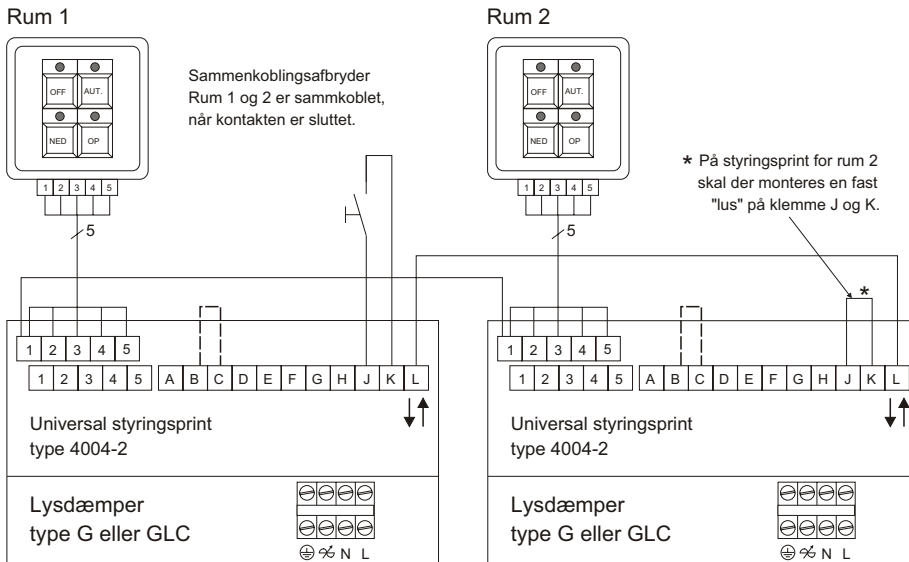 Rum 1
Rum 2
OFF AUT.
NED OP
1 2 3 4 5
5
Sammenkoblingsafbryder
Rum 1 og 2 er sammkoblet,
når kontakten er sluttet.
OFF AUT.
NED OP
1 2 3 4 5
5
* På styringsprint for rum 2
skal der monteres en fast
"lus" på klemme J og K.
*
1 2 3 4 5
1 2 3 4 5 A B C D E F G H J K L
Universal styringsprint
type 4004-2
Lysdæmper
type G eller GLC
N L
1 2 3 4 5
1 2 3 4 5 A B C D E F G H J K L
Universal styringsprint
type 4004-2
Lysdæmper
type G eller GLC
N L